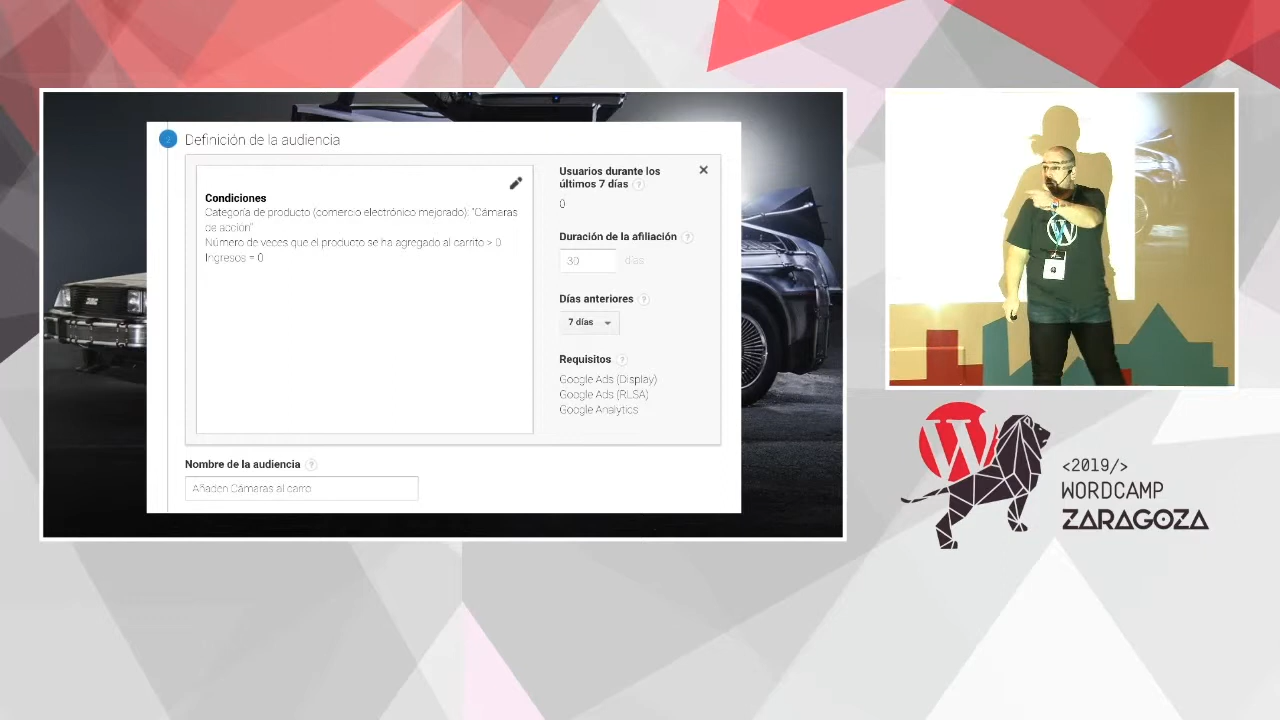 2
Definición de la audiencia
Condiciones
Categoría de producto (comercio electrónico mejorado): "Cámaras
de acción"
Número de veces que el producto se ha agregado al carrito > 0
Ingresos = 0
Usuarios durante los
últimos 7 días ?
0
Duración de la afiliación ?
30 días
Días anteriores ?
7 días
Requisitos ?
Google Ads (Display)
Google Ads (RLSA)
Google Analytics
Nombre de la audiencia ?
Añaden Cámaras al carro
W
W
<2019/>
WORDCAMP
ZARAGOZA